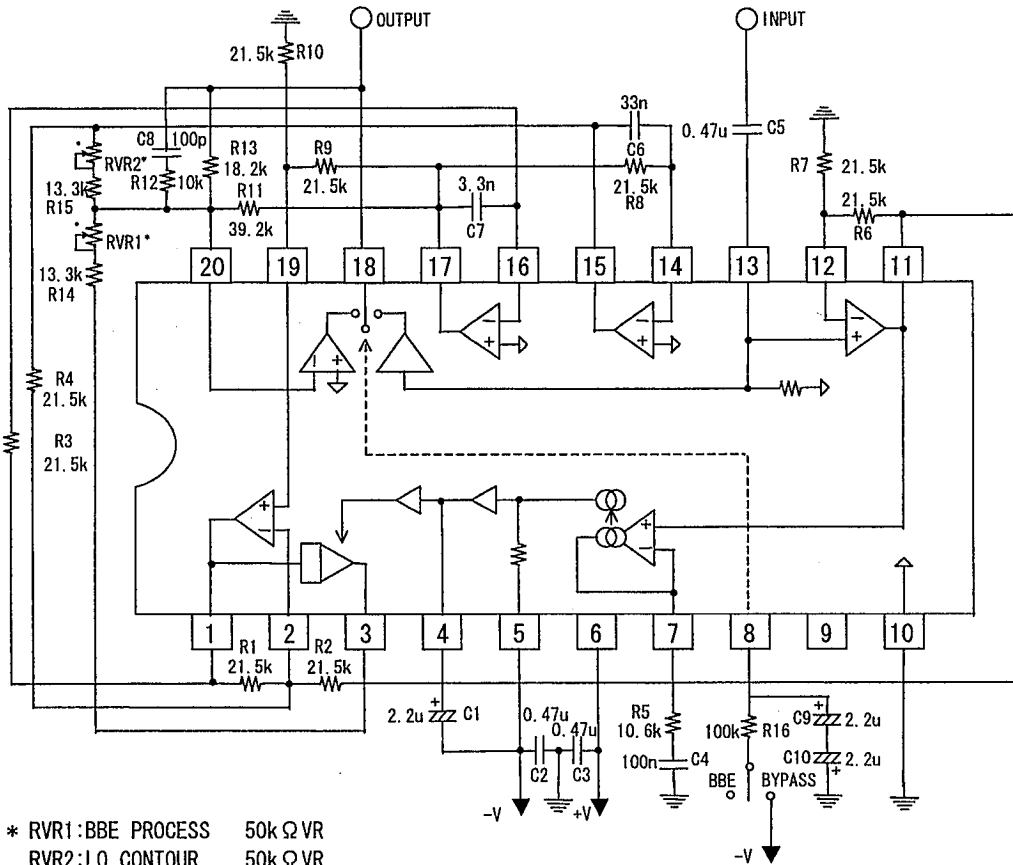 OUTPUT
INPUT
21.5k
R10
33n
C8
100p
0.47u
C5
R13
18.2k
R9
21.5k
C6
21.5k
R8
R7
21.5k
RVR2*
R12
10k
3.3n
13.3k
R15
R11
39.2k
C7
21.5k
R6
RVR1*
13.3k
R14
20
19
18
17
16
15
14
13
12
11
R4
21.5k
R3
21.5k
1
2
3
4
5
6
7
8
9
10
R1
21.5k
R2
21.5k
2.2u
C1
0.47u
0.47u
C2
C3
R5
10.6k
100n
C4
100k
R16
C9
2.2u
C10
2.2u
BBE
BYPASS
-V
+V
-V
* RVR1:BBE PROCESS 50kΩVR
RVR2:LO CONTOUR 50kΩVR